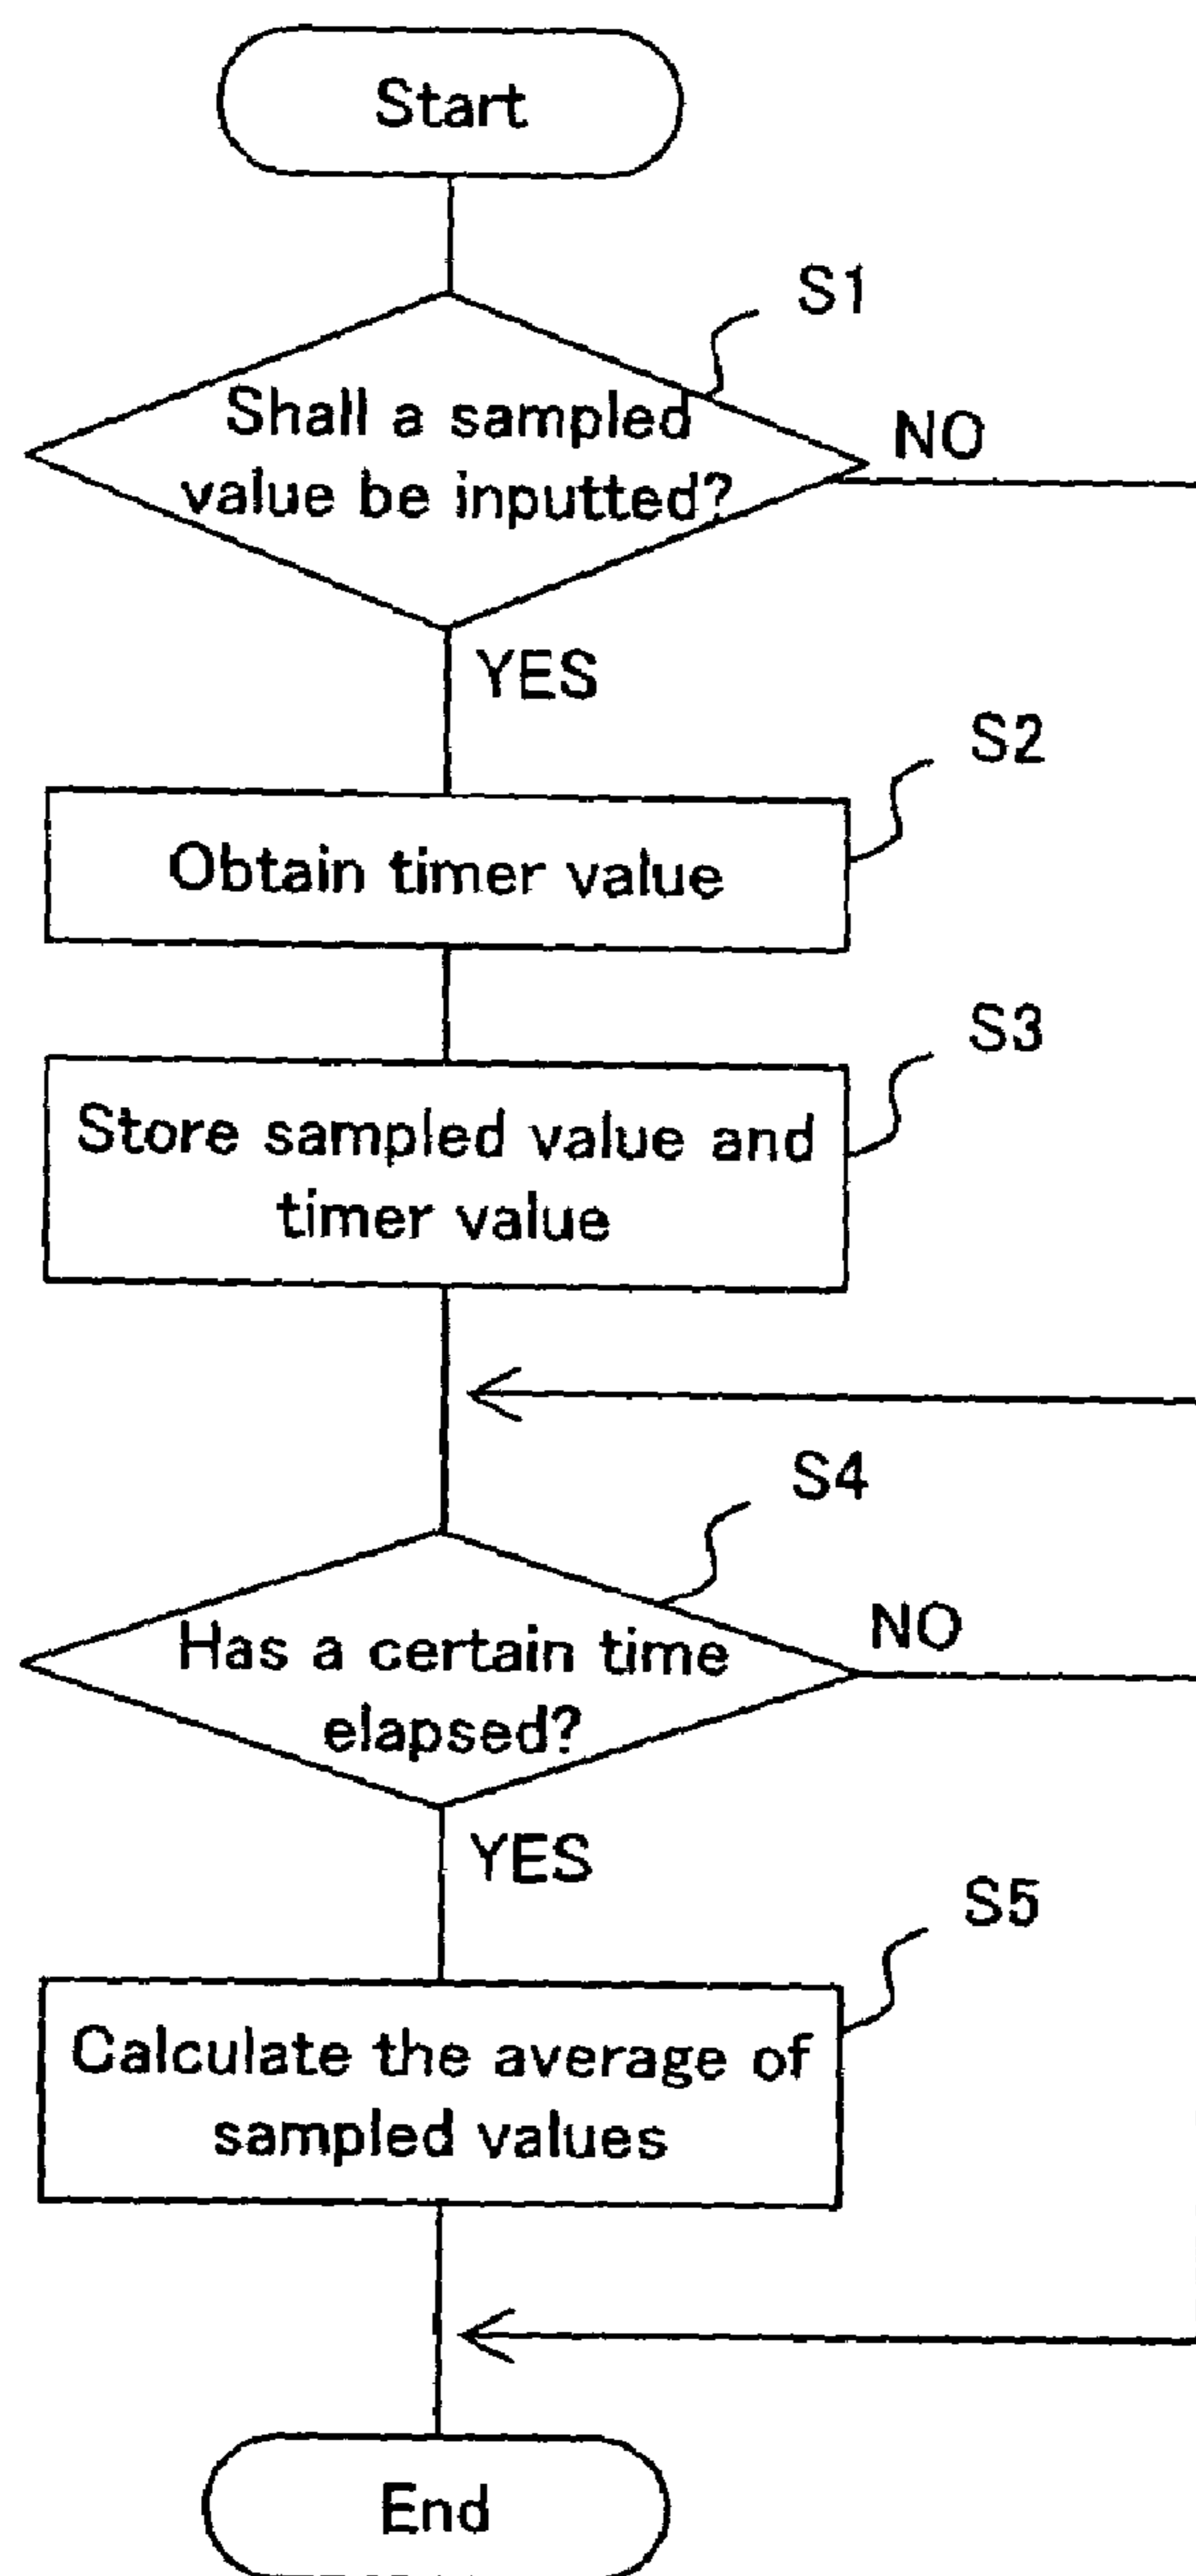 Start
S1
Shall a sampled
value be inputted?
NO
YES
S2
Obtain timer value
S3
Store sampled value and
timer value
S4
Has a certain time
elapsed?
NO
YES
S5
Calculate the average of
sampled values
End